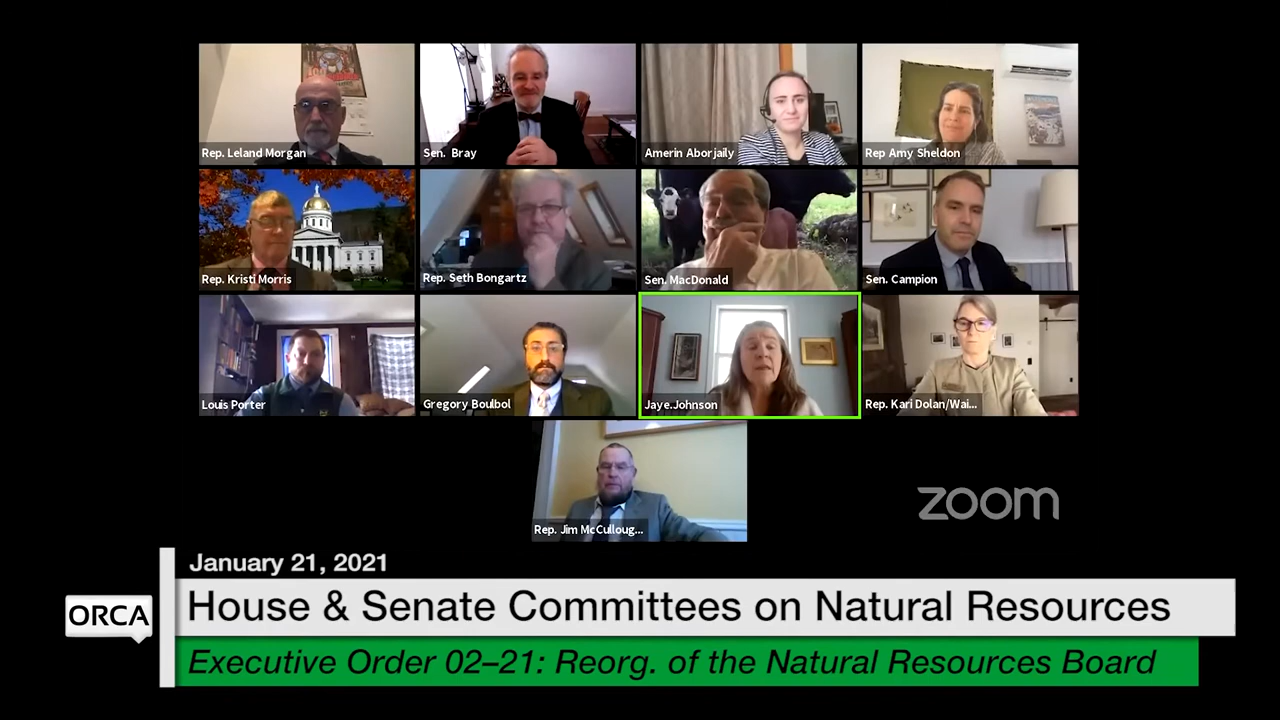 Rep. Leland Morgan
Sen. Bray
Amerin Aborjaily
Rep Amy Sheldon
Rep. Kristi Morris
Rep. Seth Bongartz
Sen. MacDonald
Sen. Campion
Louis Porter
Gregory Boulbol
Jaye.Johnson
Rep. Kari Dolan/Wai...
Rep. Jim McCulloug...
zoom
January 21, 2021
ORCA
House & Senate Committees on Natural Resources
Executive Order 02–21: Reorg. of the Natural Resources Board